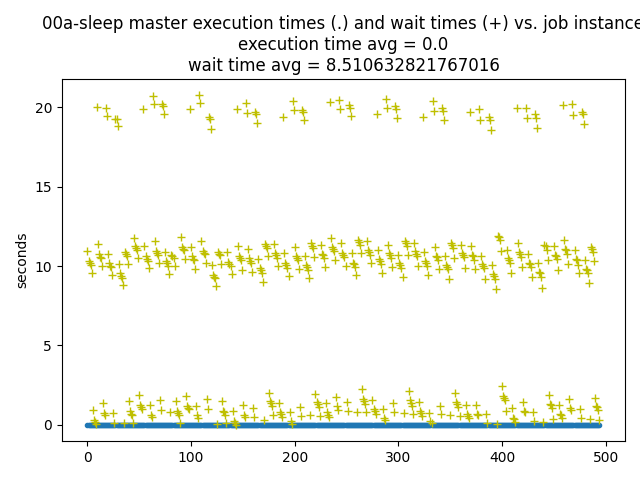 00a-sleep master execution times (.) and wait times (+) vs. job instance
execution time avg = 0.0
wait time avg = 8.510632821767016
20
15
10
5
0
seconds
0 100 200 300 400 500